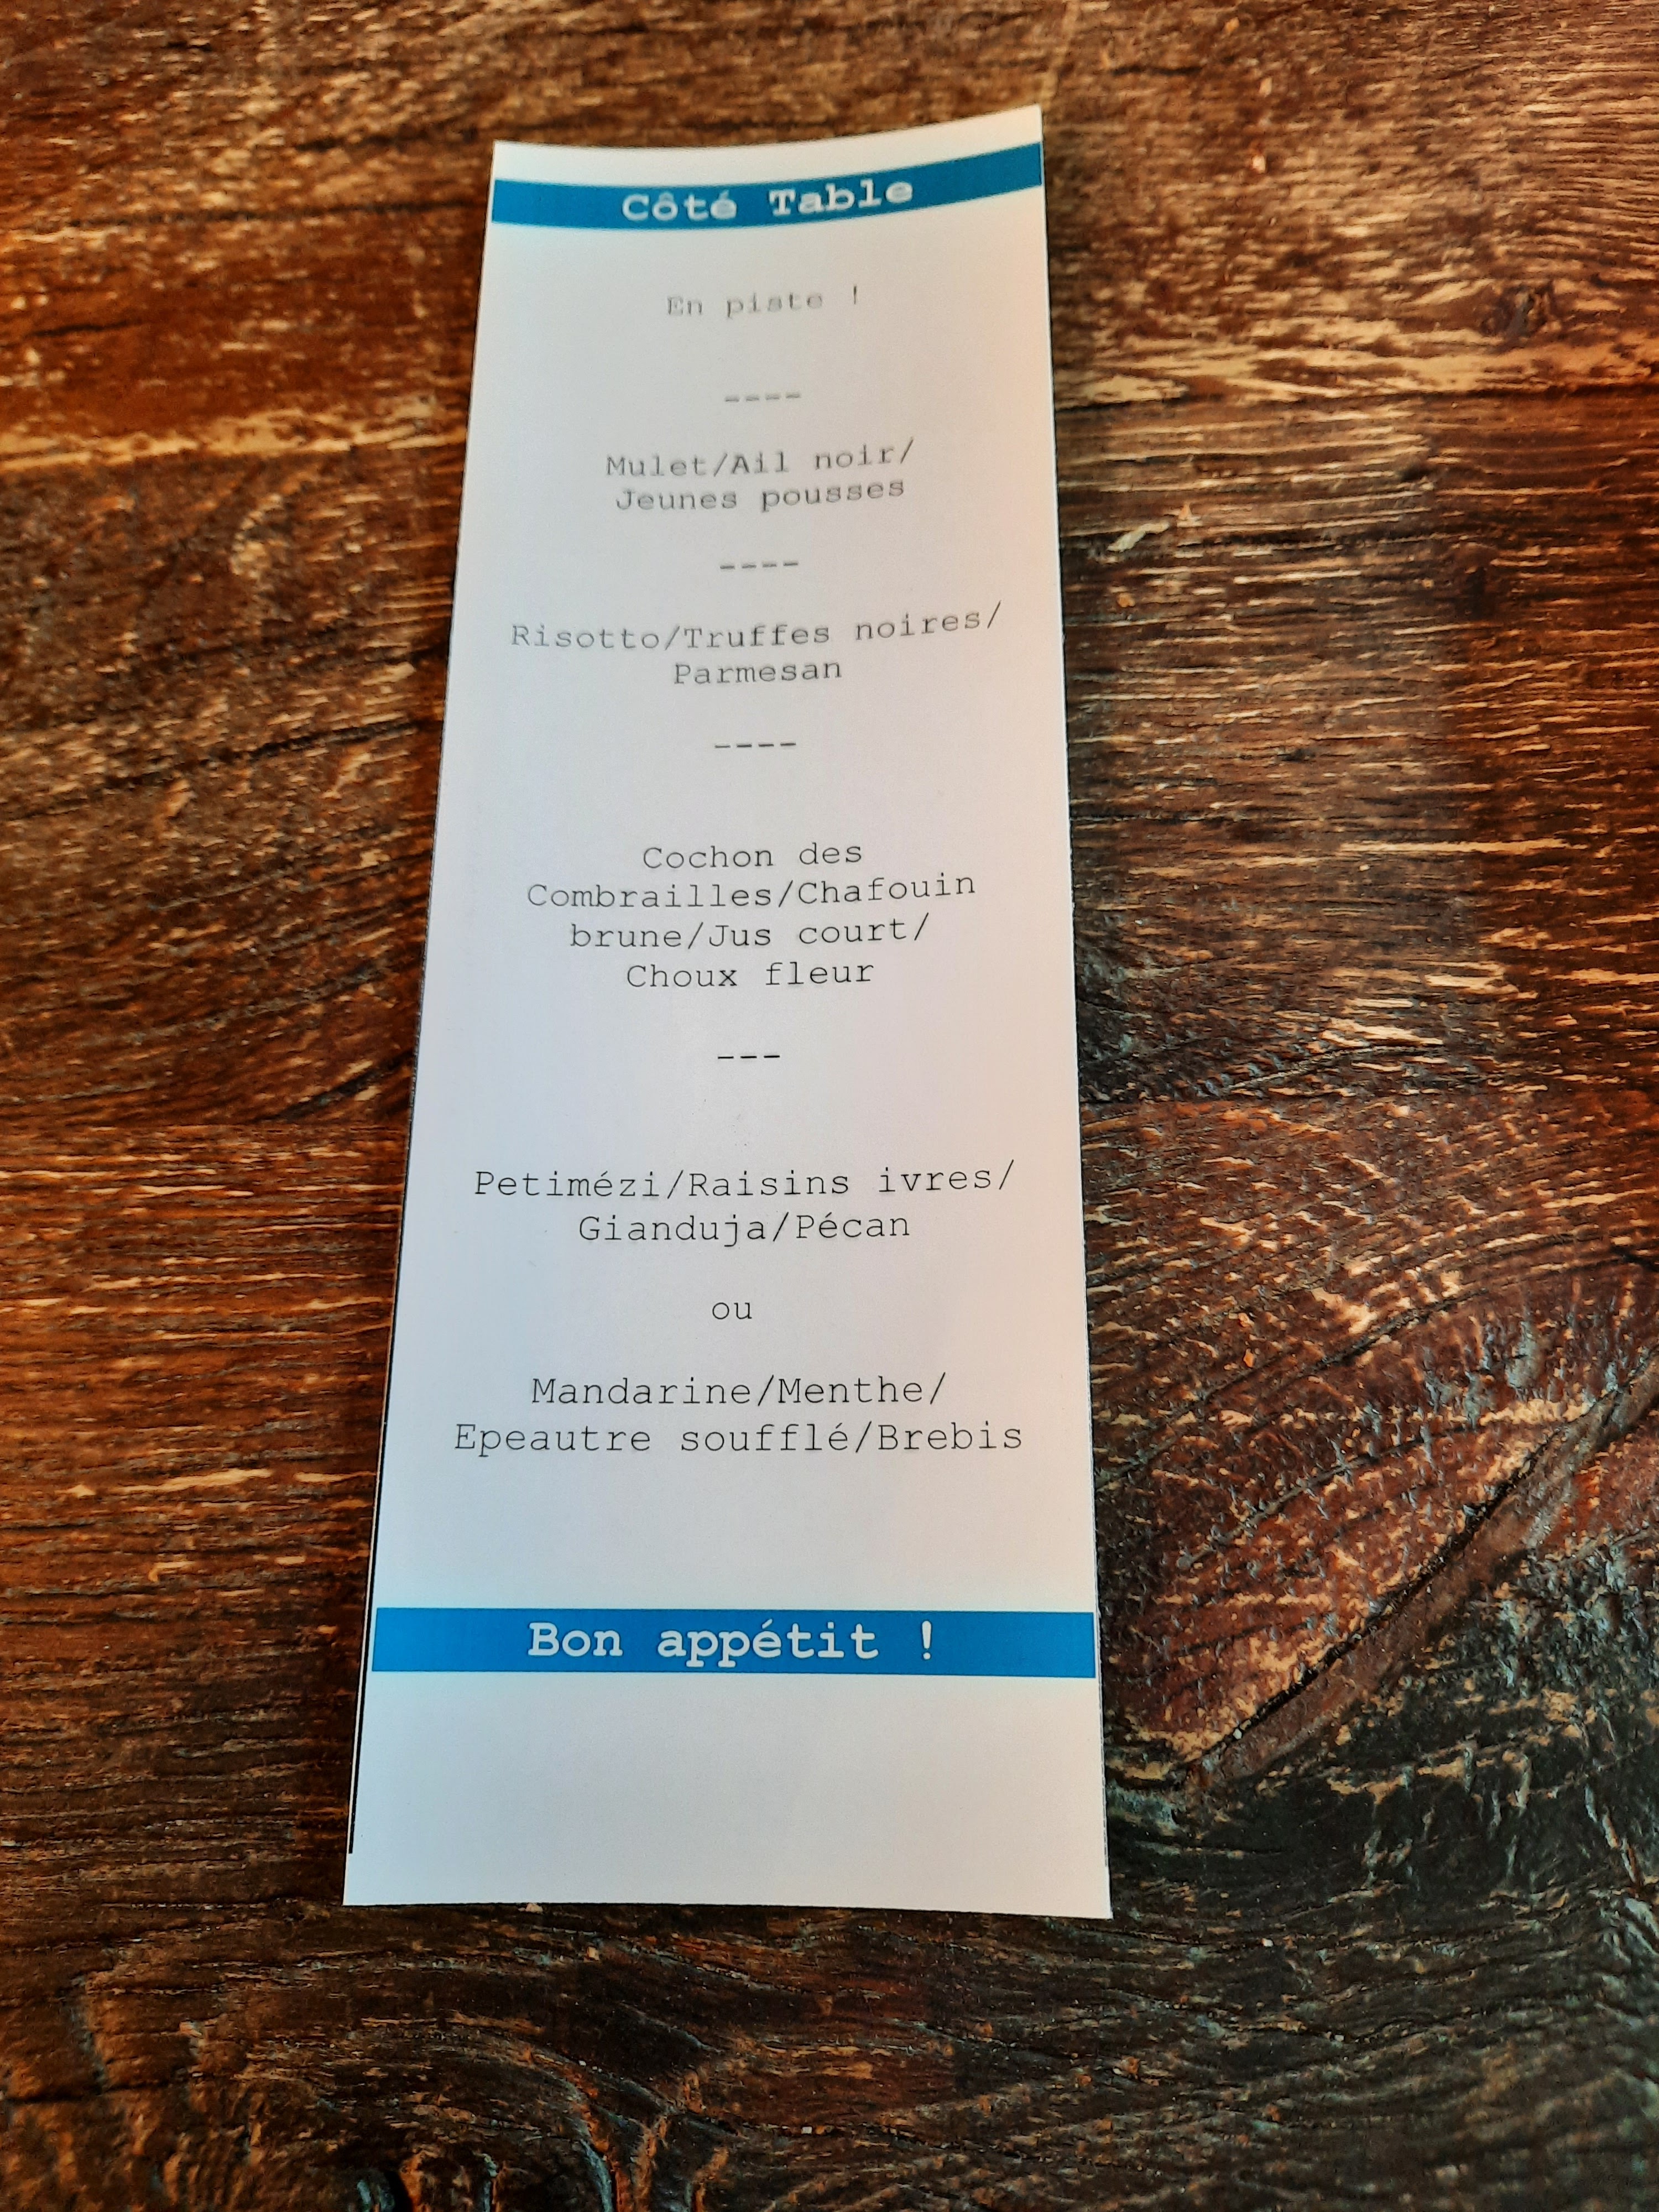 Côté Table
En piste !
----
Mulet/Ail noir/
Jeunes pousses
----
Risotto/Truffes noires/
Parmesan
----
Cochon des
Combrailles/Chafouin
brune/Jus court/
Choux fleur
---
Petimézi/Raisins ivres/
Gianduja/Pécan
ou
Mandarine/Menthe/
Epeautre soufflé/Brebis
Bon appétit !